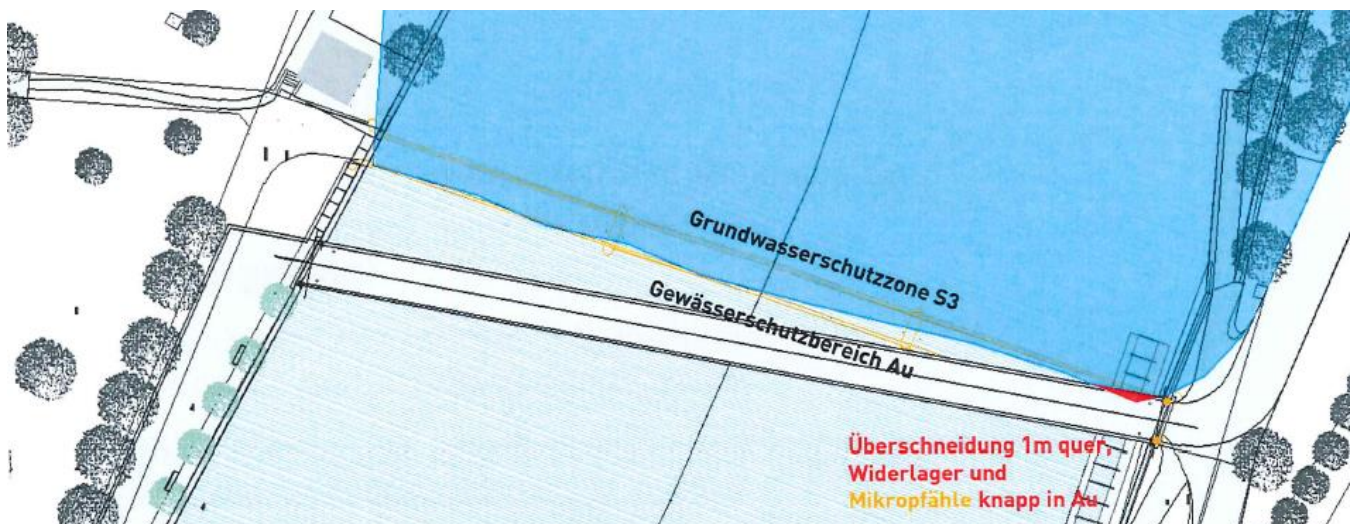 Grundwasserschutzzone S3
Gewässerschutzbereich Au
Überschneidung 1m quer,
Widerlager und
Mikropfähle knapp in Au